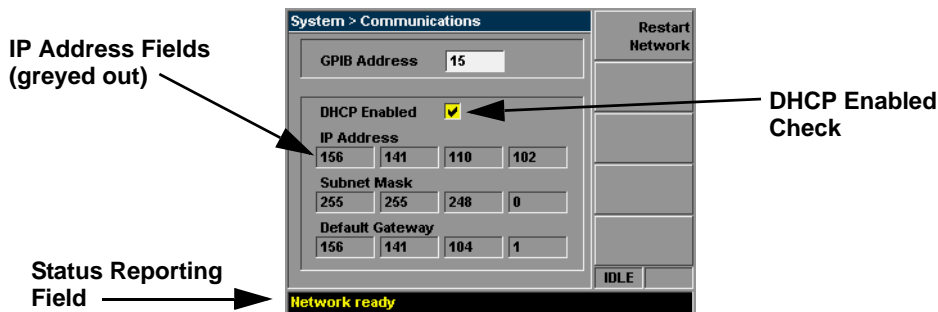 System > Communications
Restart
Network
IP Address Fields
(greyed out)
GPIB Address 15
DHCP Enabled
DHCP Enabled
Check
IP Address
156 141 110 102
Subnet Mask
255 255 248 0
Default Gateway
156 141 104 1
Status Reporting
Field
IDLE
Network ready